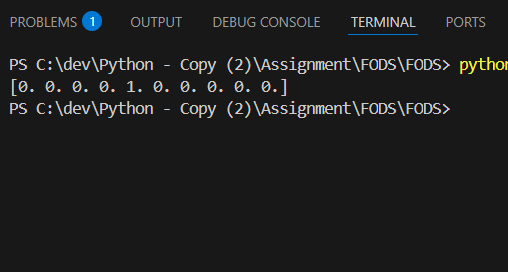 PROBLEMS 1 OUTPUT DEBUG CONSOLE TERMINAL PORTS
PS C:\dev\Python - Copy (2)\Assignment\FODS\FODS> python
[0. 0. 0. 0. 1. 0. 0. 0. 0. 0.]
PS C:\dev\Python - Copy (2)\Assignment\FODS\FODS>